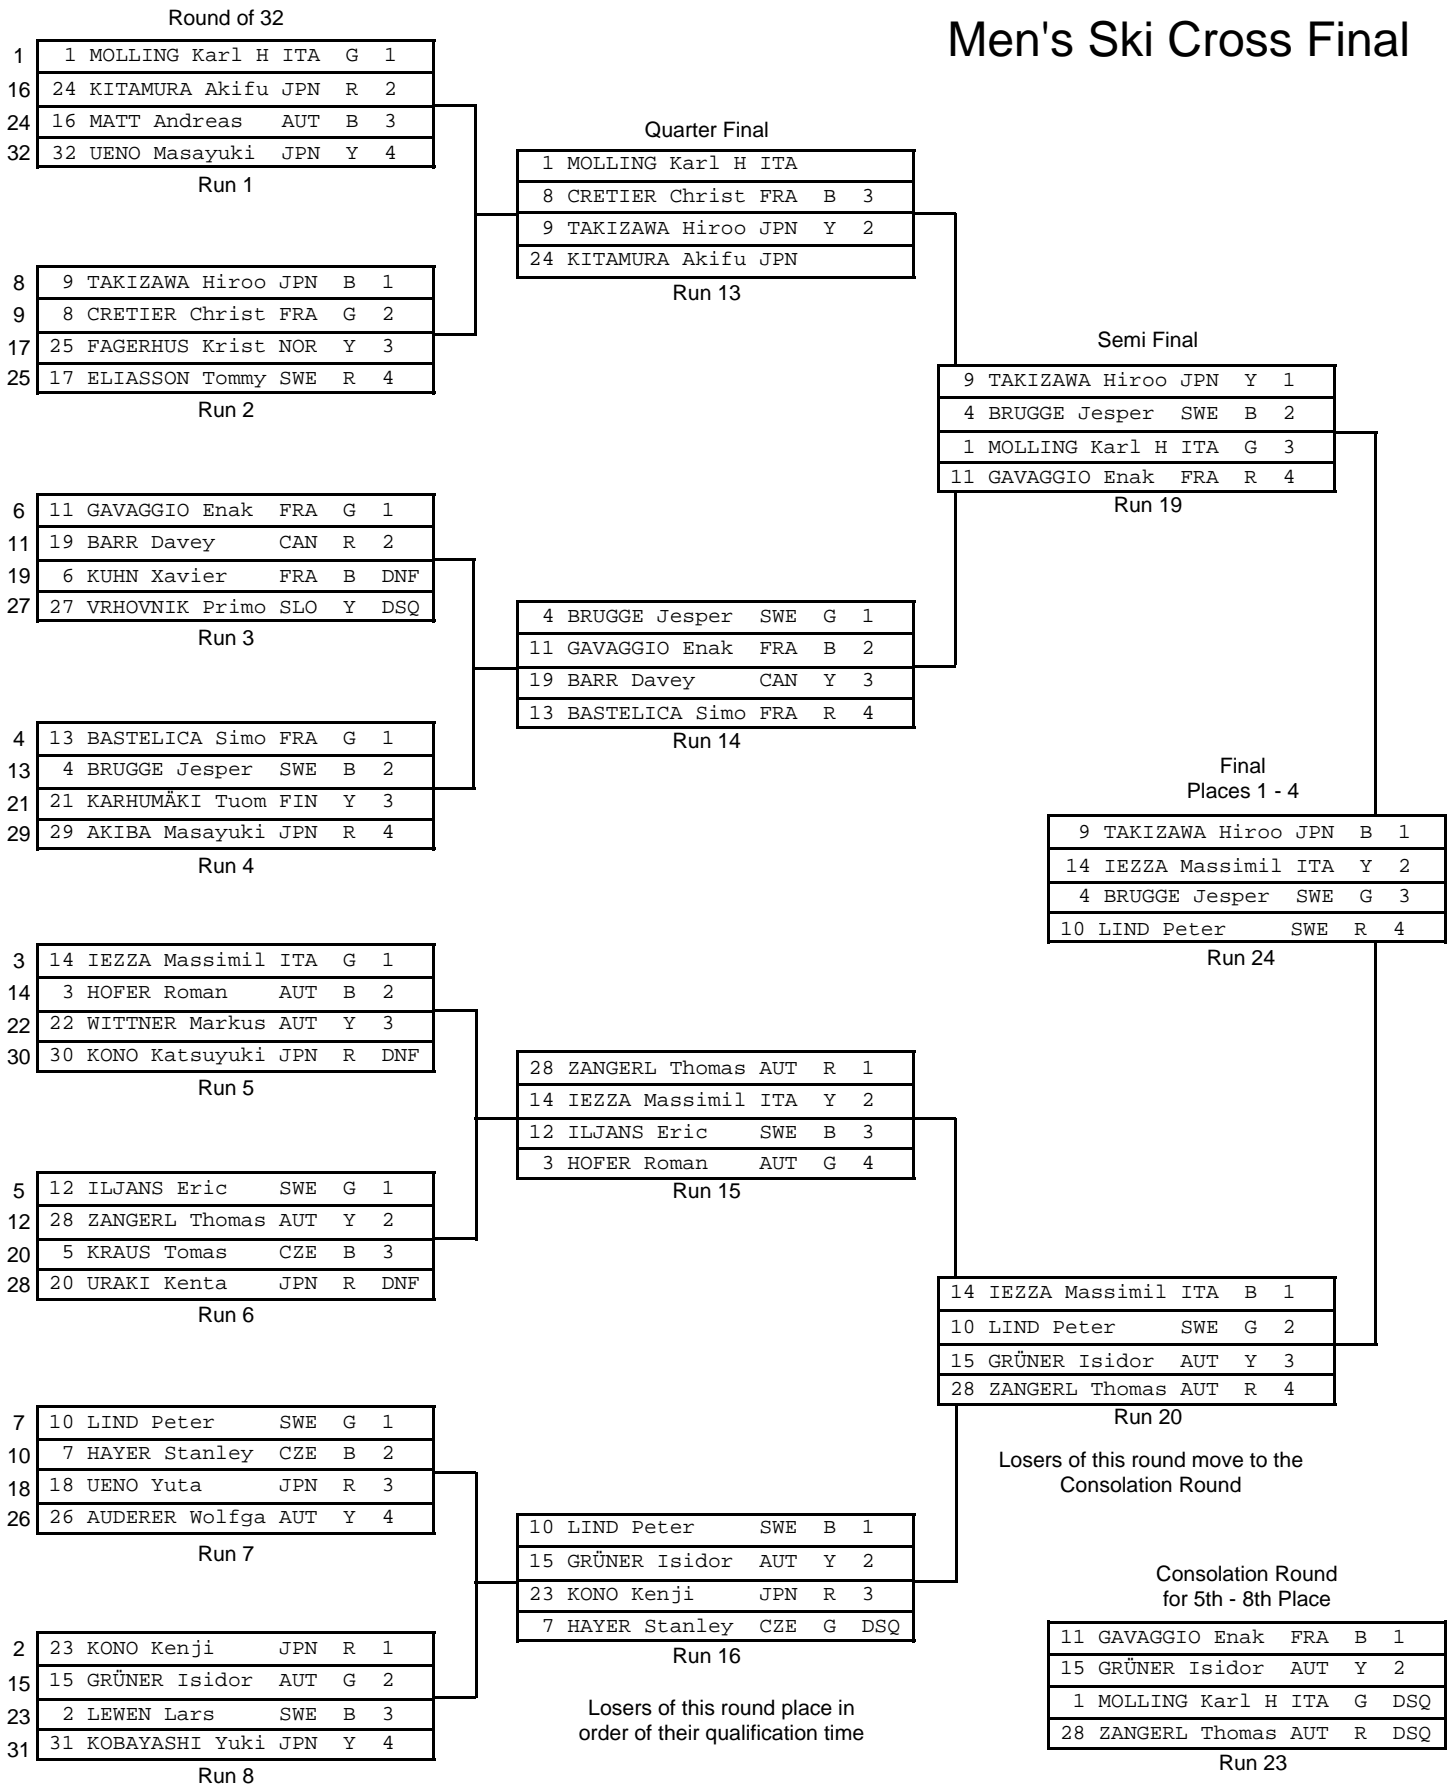 Men's Ski Cross Final
Round of 32
1 1 MOLLING Karl H ITA G 1
16 24 KITAMURA Akifu JPN R 2
24 16 MATT Andreas AUT B 3
32 32 UENO Masayuki JPN Y 4
Run 1
8 9 TAKIZAWA Hiroo JPN B 1
9 8 CRETIER Christ FRA G 2
17 25 FAGERHUS Krist NOR Y 3
25 17 ELIASSON Tommy SWE R 4
Run 2
6 11 GAVAGGIO Enak FRA G 1
11 19 BARR Davey CAN R 2
19 6 KUHN Xavier FRA B DNF
27 27 VRHOVNIK Primo SLO Y DSQ
Run 3
4 13 BASTELICA Simo FRA G 1
13 4 BRUGGE Jesper SWE B 2
21 21 KARHUMÄKI Tuom FIN Y 3
29 29 AKIBA Masayuki JPN R 4
Run 4
3 14 IEZZA Massimil ITA G 1
14 3 HOFER Roman AUT B 2
22 22 WITTNER Markus AUT Y 3
30 30 KONO Katsuyuki JPN R DNF
Run 5
5 12 ILJANS Eric SWE G 1
12 28 ZANGERL Thomas AUT Y 2
20 5 KRAUS Tomas CZE B 3
28 20 URAKI Kenta JPN R DNF
Run 6
7 10 LIND Peter SWE G 1
10 7 HAYER Stanley CZE B 2
18 18 UENO Yuta JPN R 3
26 26 AUDERER Wolfga AUT Y 4
Run 7
2 23 KONO Kenji JPN R 1
15 15 GRÜNER Isidor AUT G 2
23 2 LEWEN Lars SWE B 3
31 31 KOBAYASHI Yuki JPN Y 4
Run 8
Quarter Final
1 MOLLING Karl H ITA
8 CRETIER Christ FRA B 3
9 TAKIZAWA Hiroo JPN Y 2
24 KITAMURA Akifu JPN
Run 13
4 BRUGGE Jesper SWE G 1
11 GAVAGGIO Enak FRA B 2
19 BARR Davey CAN Y 3
13 BASTELICA Simo FRA R 4
Run 14
28 ZANGERL Thomas AUT R 1
14 IEZZA Massimil ITA Y 2
12 ILJANS Eric SWE B 3
3 HOFER Roman AUT G 4
Run 15
10 LIND Peter SWE B 1
15 GRÜNER Isidor AUT Y 2
23 KONO Kenji JPN R 3
7 HAYER Stanley CZE G DSQ
Run 16
Losers of this round place in
order of their qualification time
Semi Final
9 TAKIZAWA Hiroo JPN Y 1
4 BRUGGE Jesper SWE B 2
1 MOLLING Karl H ITA G 3
11 GAVAGGIO Enak FRA R 4
Run 19
14 IEZZA Massimil ITA B 1
10 LIND Peter SWE G 2
15 GRÜNER Isidor AUT Y 3
28 ZANGERL Thomas AUT R 4
Run 20
Losers of this round move to the
Consolation Round
Final
Places 1 - 4
9 TAKIZAWA Hiroo JPN B 1
14 IEZZA Massimil ITA Y 2
4 BRUGGE Jesper SWE G 3
10 LIND Peter SWE R 4
Run 24
Consolation Round
for 5th - 8th Place
11 GAVAGGIO Enak FRA B 1
15 GRÜNER Isidor AUT Y 2
1 MOLLING Karl H ITA G DSQ
28 ZANGERL Thomas AUT R DSQ
Run 23